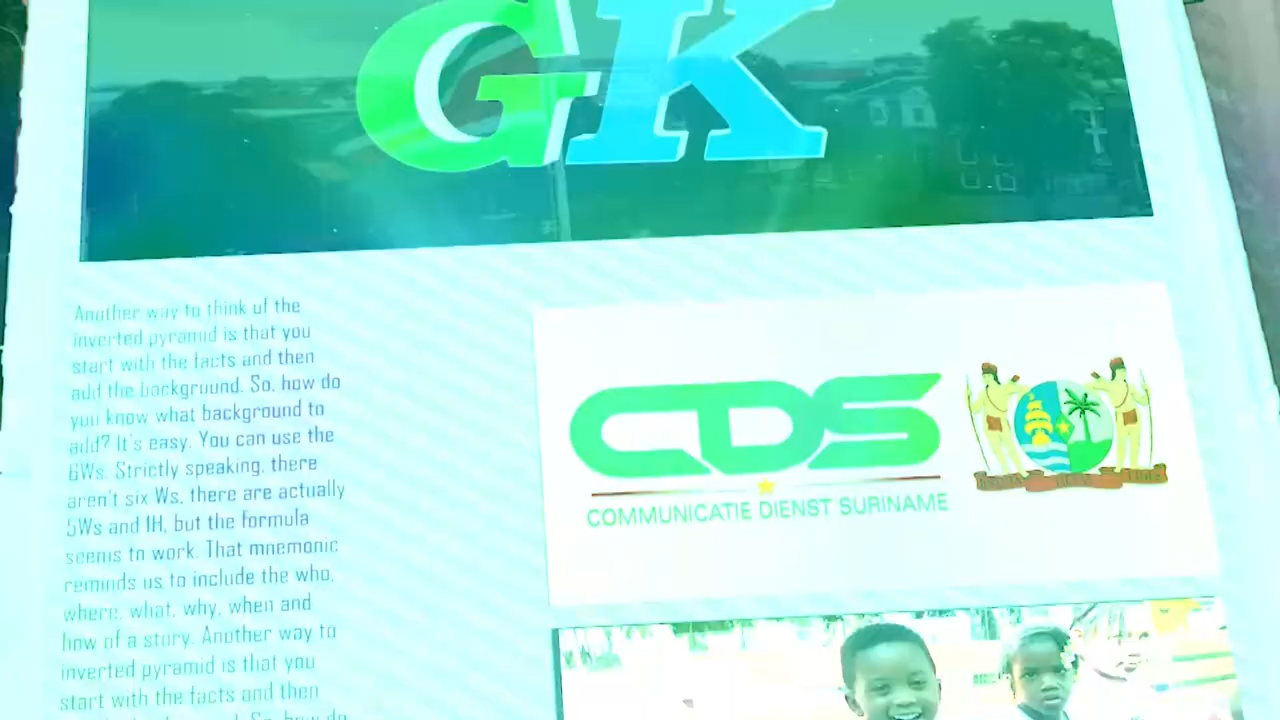 GK
Another way to think of the
inverted pyramid is that you
start with the facts and then
add the background. So, how do
you know what background to
add? It's easy. You can use the
6Ws. Strictly speaking, there
aren't six Ws, there are actually
5Ws and 1H, but the formula
seems to work. That mnemonic
reminds us to include the who,
where, what, why, when and
how of a story. Another way to
inverted pyramid is that you
start with the facts and then
CDS
COMMUNICATIE DIENST SURINAME